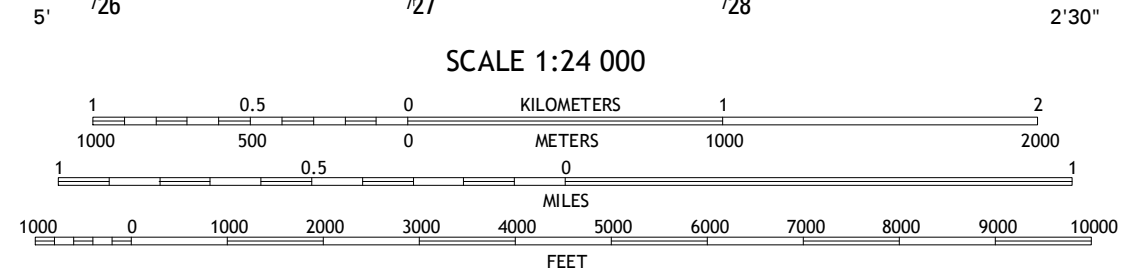 5' 726 727 728 2'30"
SCALE 1:24 000
1 0.5 0 KILOMETERS 1 2
1000 500 0 METERS 1000 2000
1 0.5 0 1
MILES
1000 0 1000 2000 3000 4000 5000 6000 7000 8000 9000 10000
FEET